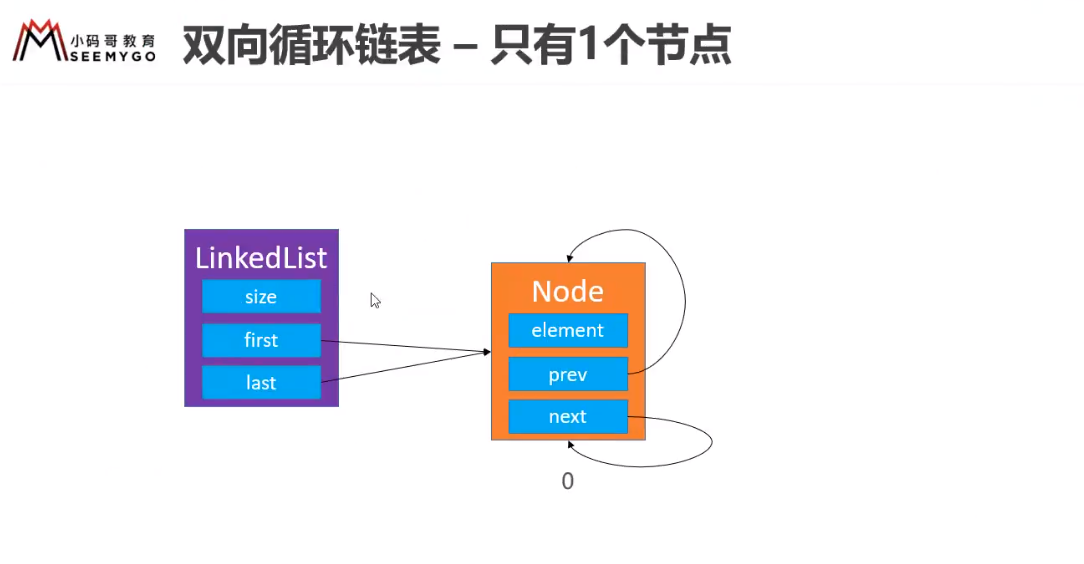 小码哥教育
SEEMYGO
双向循环链表 – 只有1个节点
LinkedList
size
first
last
Node
element
prev
next
0